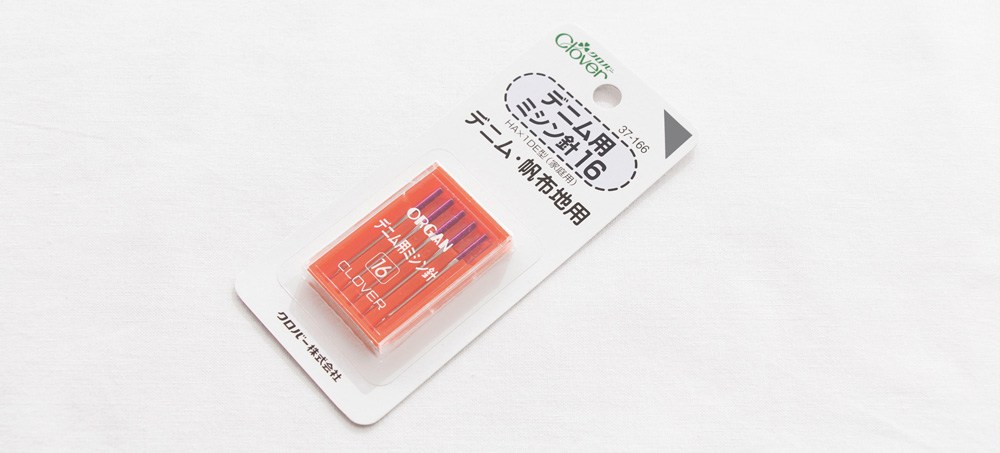 クロバー
Clover
37-166
デニム用
ミシン針16
HA×1DE型(家庭用)
デニム・帆布地用
ORGAN
デニム用ミシン針
16
CLOVER
クロバー株式会社